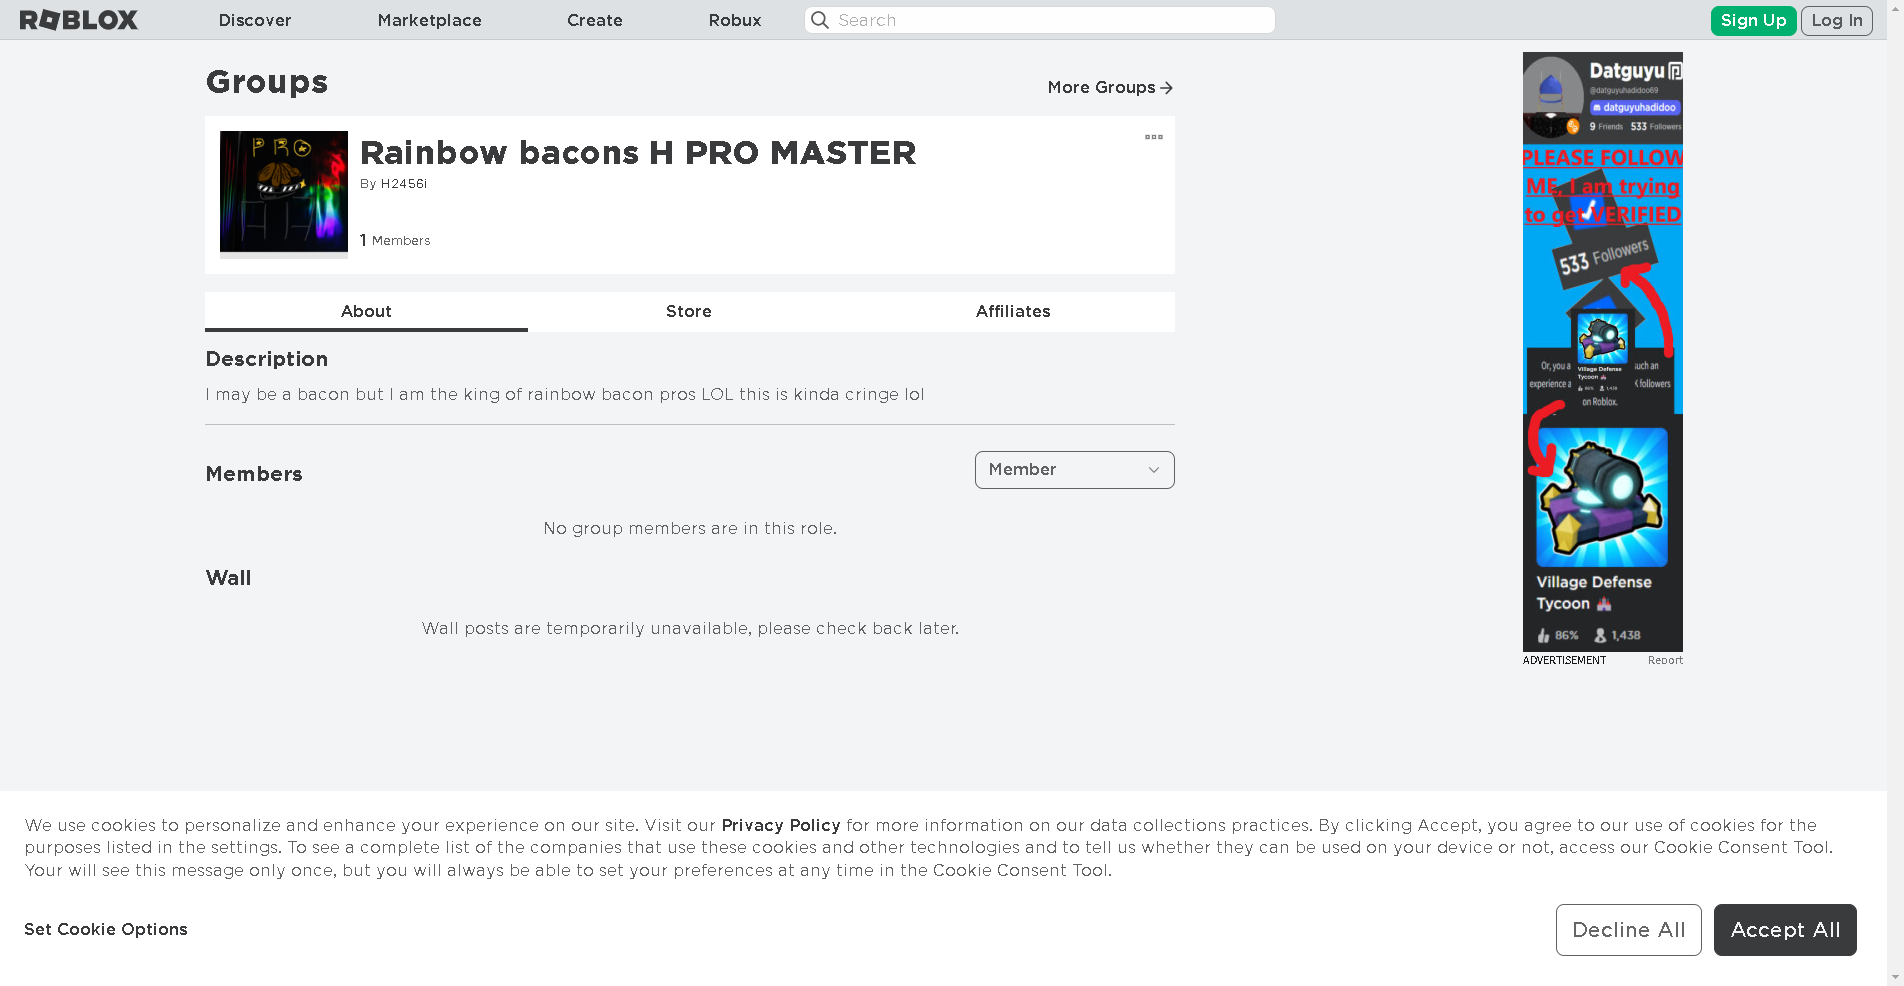 ROBLOX
Discover
Marketplace
Create
Robux
Search
Sign Up
Log In
Groups
More Groups
PRO
Rainbow bacons H PRO MASTER
By H2456i
1 Members
About
Store
Affiliates
Description
I may be a bacon but I am the king of rainbow bacon pros LOL this is kinda cringe lol
Members
Member
No group members are in this role.
Wall
Wall posts are temporarily unavailable, please check back later.
Datguyu
@datguyuhadidoo69
datguyuhadidoo
9 Friends 533 Followers
PLEASE FOLLOW
ME, I am trying
to get VERIFIED
533 Followers
Village Defense
Tycoon
86% 1,438
Or, you a
such an
experience a
followers
on Roblox.
Village Defense
Tycoon
86% 1,438
ADVERTISEMENT
Report
We use cookies to personalize and enhance your experience on our site. Visit our Privacy Policy for more information on our data collections practices. By clicking Accept, you agree to our use of cookies for the
purposes listed in the settings. To see a complete list of the companies that use these cookies and other technologies and to tell us whether they can be used on your device or not, access our Cookie Consent Tool.
Your will see this message only once, but you will always be able to set your preferences at any time in the Cookie Consent Tool.
Set Cookie Options
Decline All
Accept All